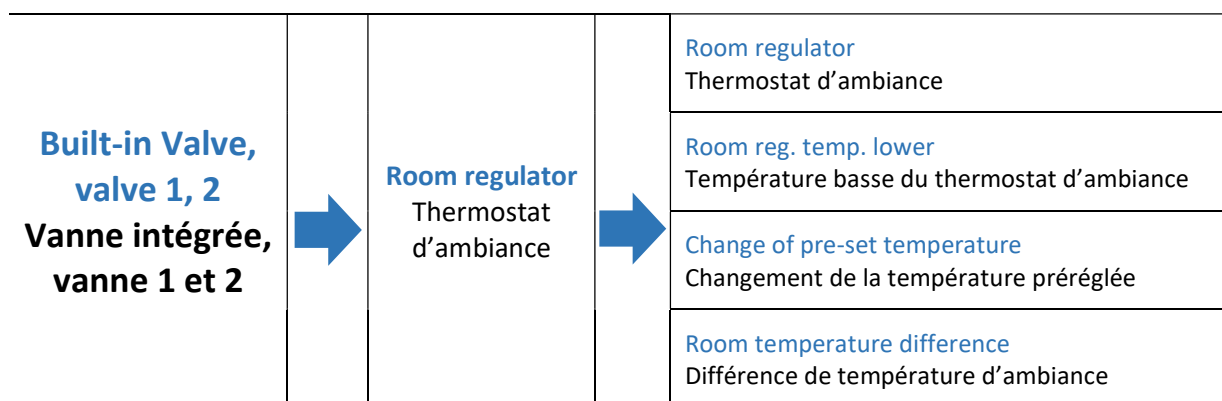 Built-in Valve,
valve 1, 2
Vanne intégrée,
vanne 1 et 2
Room regulator
Thermostat
d’ambiance
Room regulator
Thermostat d’ambiance
Room reg. temp. lower
Température basse du thermostat d’ambiance
Change of pre-set temperature
Changement de la température préréglée
Room temperature difference
Différence de température d’ambiance